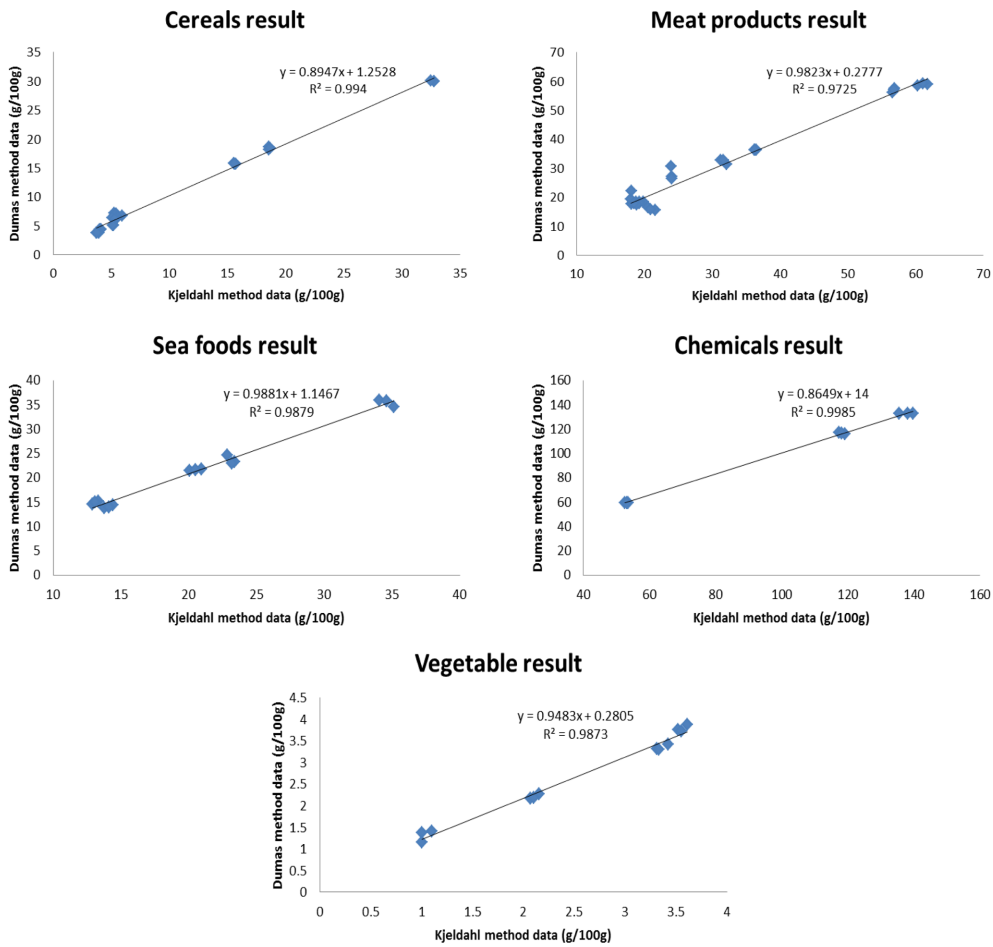 Cereals result
y = 0.8947x + 1.2528
R² = 0.994
Dumas method data (g/100g)
35
30
25
20
15
10
5
0
0 5 10 15 20 25 30 35
Kjeldahl method data (g/100g)
Meat products result
y = 0.9823x + 0.2777
R² = 0.9725
Dumas method data (g/100g)
70
60
50
40
30
20
10
0
10 20 30 40 50 60 70
Kjeldahl method data (g/100g)
Sea foods result
y = 0.9881x + 1.1467
R² = 0.9879
Dumas method data (g/100g)
40
35
30
25
20
15
10
5
0
10 15 20 25 30 35 40
Kjeldahl method data (g/100g)
Chemicals result
y = 0.8649x + 14
R² = 0.9985
Dumas method data (g/100g)
160
140
120
100
80
60
40
20
0
40 60 80 100 120 140 160
Kjeldahl method data (g/100g)
Vegetable result
y = 0.9483x + 0.2805
R² = 0.9873
Dumas method data (g/100g)
4.5
4
3.5
3
2.5
2
1.5
1
0.5
0
0 0.5 1 1.5 2 2.5 3 3.5 4
Kjeldahl method data (g/100g)